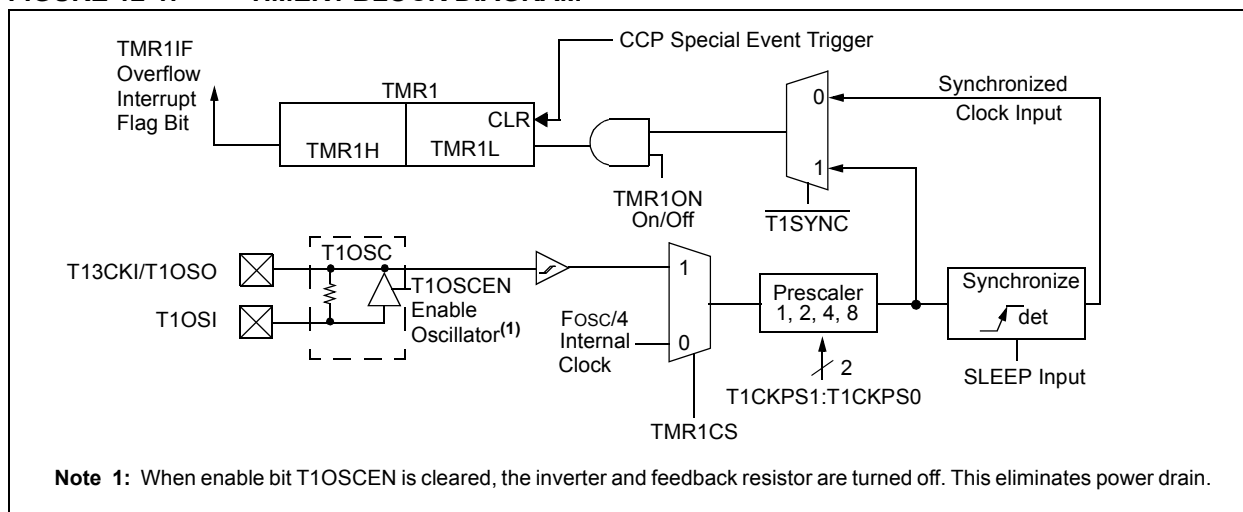 CCP Special Event Trigger
TMR1IF
Overflow
Interrupt
Flag Bit
TMR1
CLR
TMR1H
TMR1L
TMR1ON
On/Off
0
1
T1SYNC
Synchronized
Clock Input
T13CKI/T1OSO
T1OSI
T1OSC
T1OSCEN
Enable
Oscillator(1)
FOSC/4
Internal
Clock
1
0
TMR1CS
Prescaler
1, 2, 4, 8
2
T1CKPS1:T1CKPS0
Synchronize
det
SLEEP Input
Note 1: When enable bit T1OSCEN is cleared, the inverter and feedback resistor are turned off. This eliminates power drain.